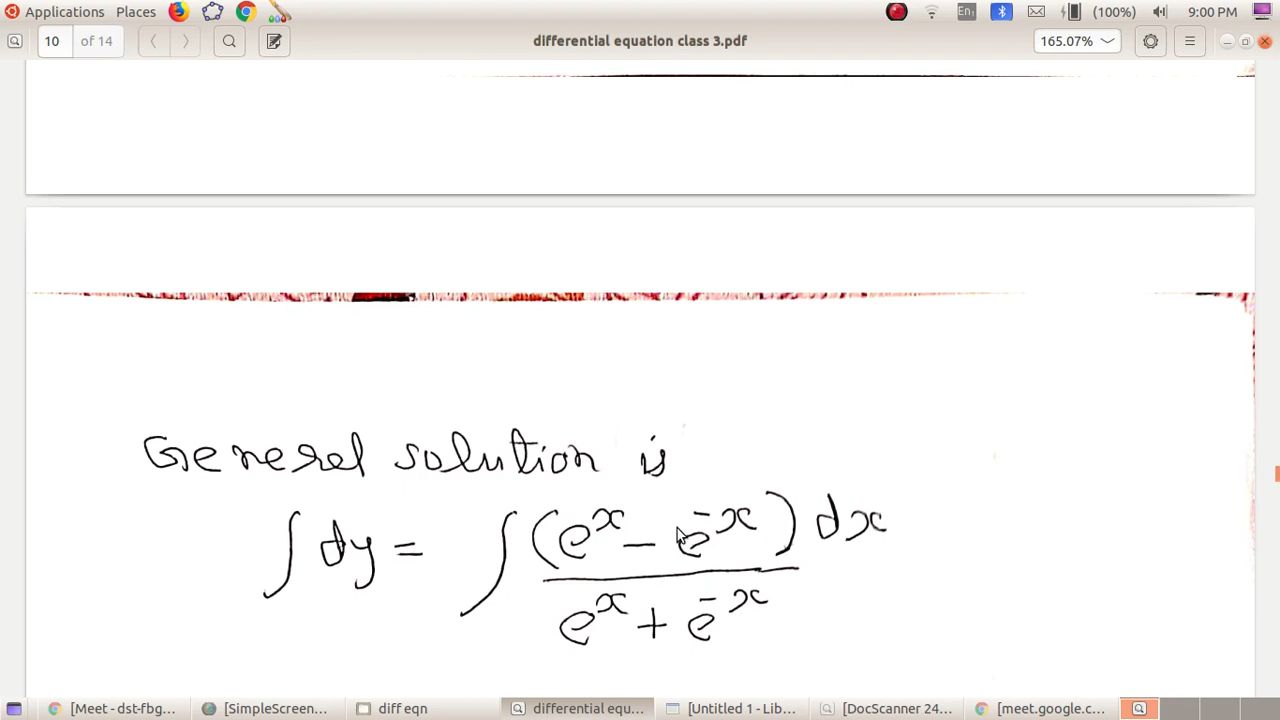 Applications Places En₁ (100%) 9:00 PM
10 of 14 differential equation class 3.pdf 165.07%
General solution is
∫ dy = ∫ (e^x − e^-x) dx
e^x + e^-x
[Meet - dst-fbg... [SimpleScreen... diff eqn differential equ... [Untitled 1 - Lib... [DocScanner 24... [meet.google.c...